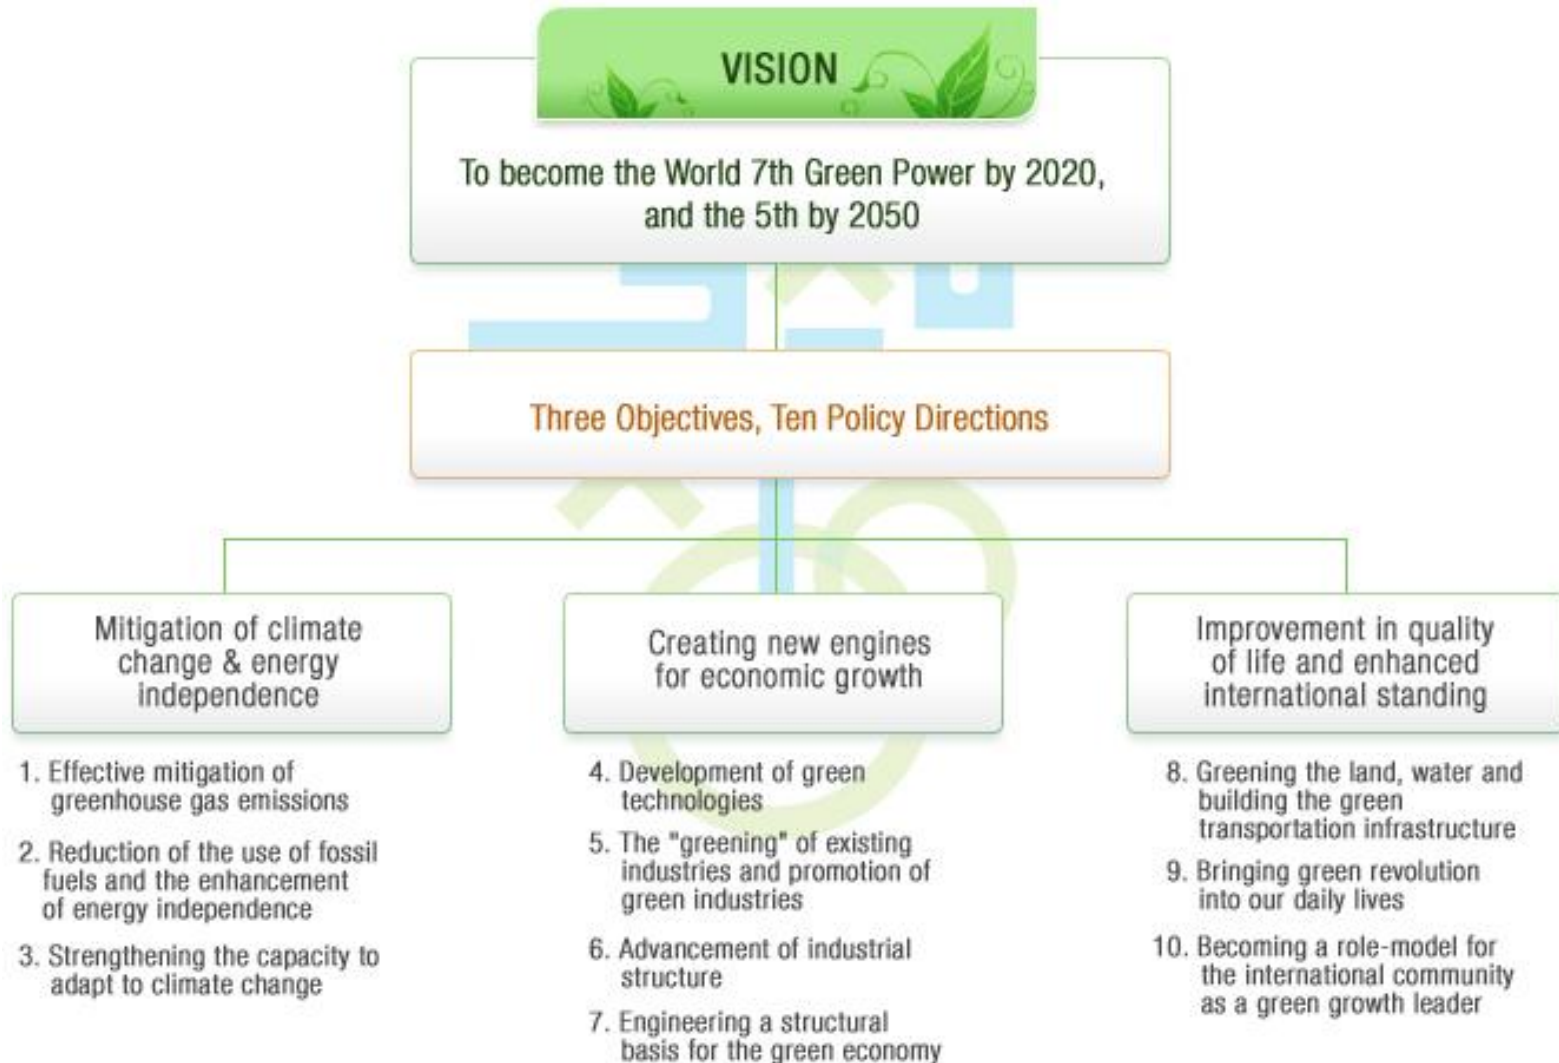 VISION
To become the World 7th Green Power by 2020,
and the 5th by 2050
Three Objectives, Ten Policy Directions
Mitigation of climate
change & energy
independence
1. Effective mitigation of
greenhouse gas emissions
2. Reduction of the use of fossil
fuels and the enhancement
of energy independence
3. Strengthening the capacity to
adapt to climate change
Creating new engines
for economic growth
4. Development of green
technologies
5. The "greening" of existing
industries and promotion of
green industries
6. Advancement of industrial
structure
7. Engineering a structural
basis for the green economy
Improvement in quality
of life and enhanced
international standing
8. Greening the land, water and
building the green
transportation infrastructure
9. Bringing green revolution
into our daily lives
10. Becoming a role-model for
the international community
as a green growth leader